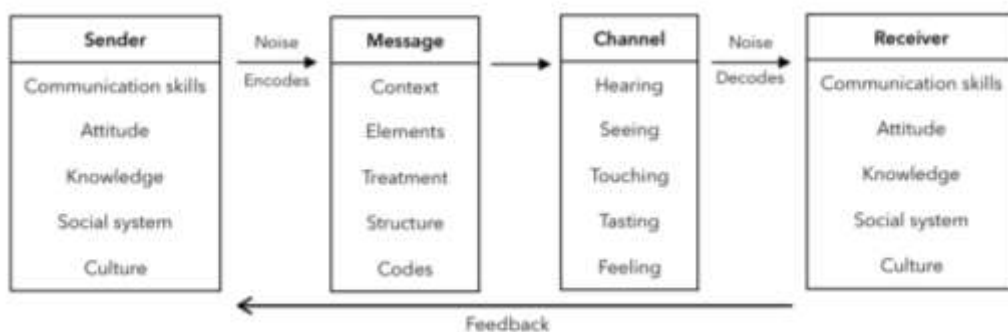 Sender
Communication skills
Attitude
Knowledge
Social system
Culture
Noise
Encodes
Message
Context
Elements
Treatment
Structure
Codes
Channel
Hearing
Seeing
Touching
Tasting
Feeling
Noise
Decodes
Receiver
Communication skills
Attitude
Knowledge
Social system
Culture
Feedback